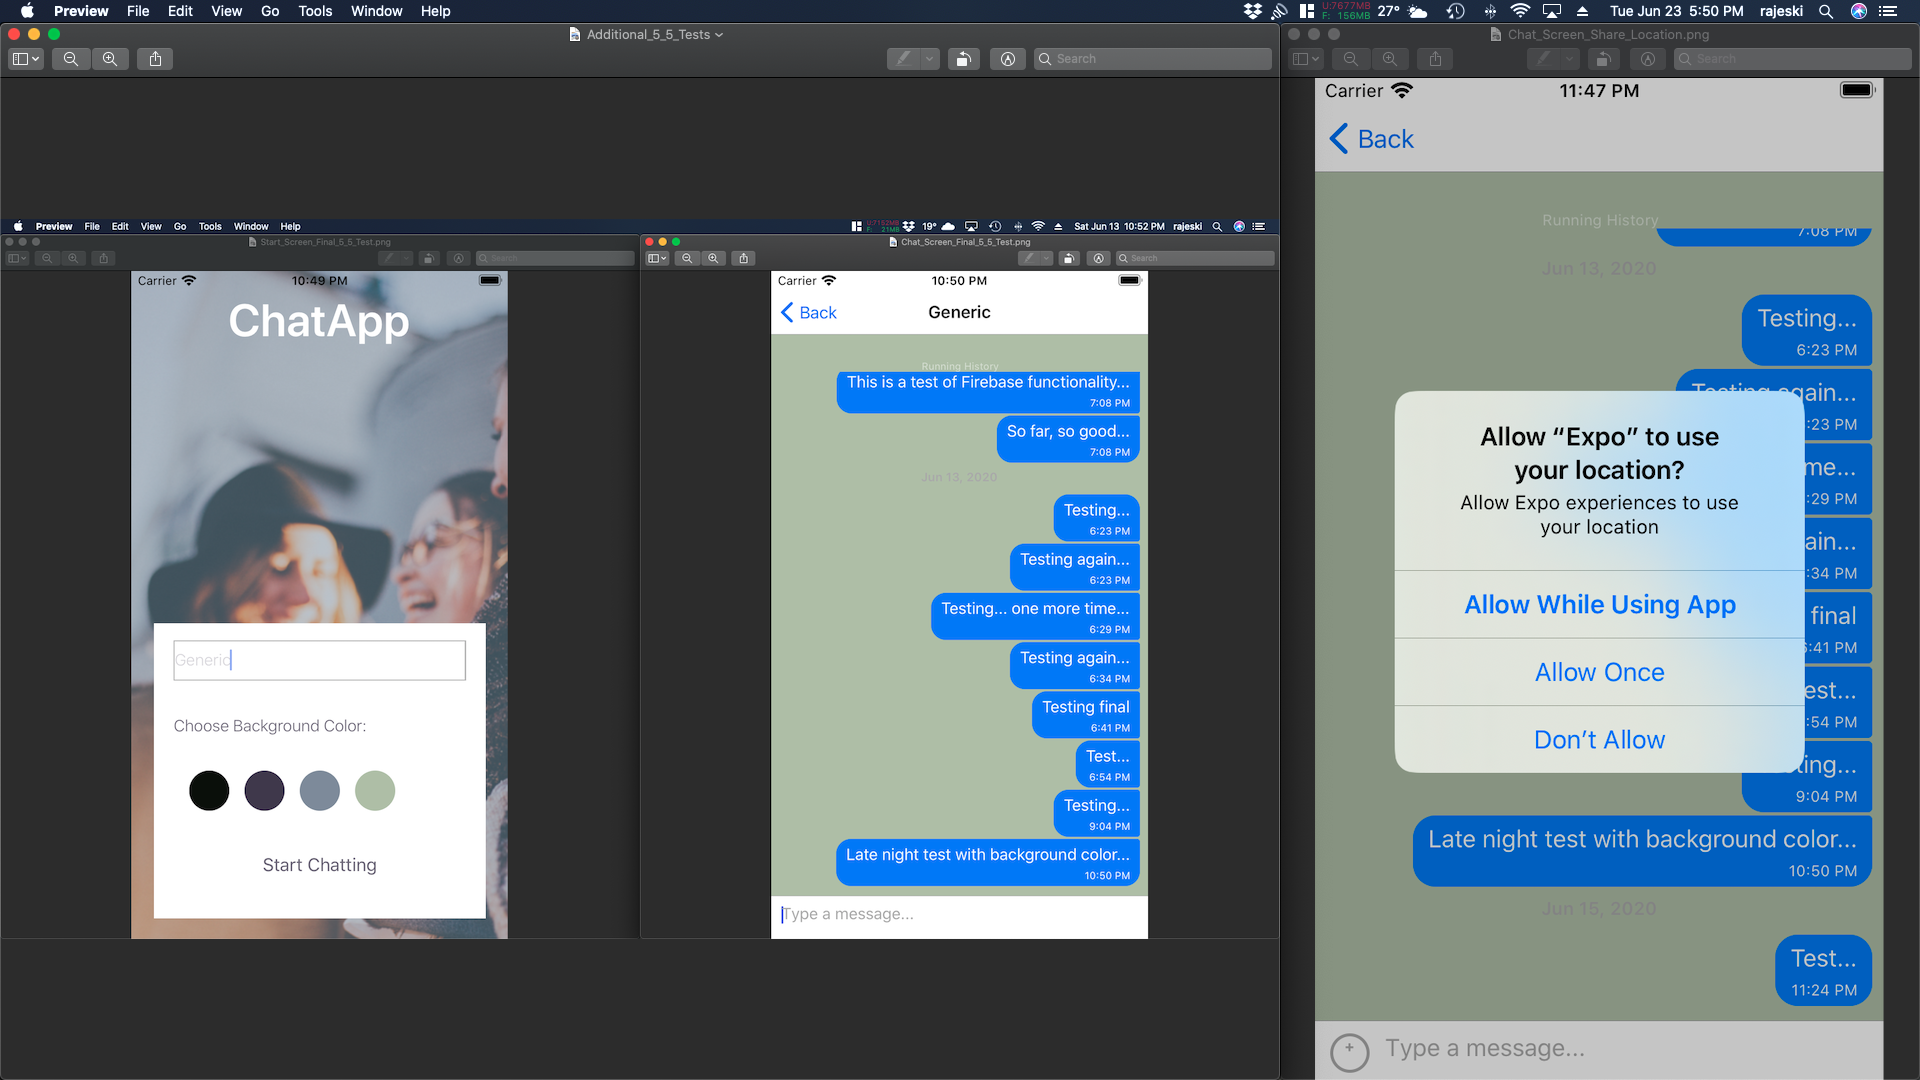 Preview File Edit View Go Tools Window Help
U:7677MB
F: 156MB
27°
Tue Jun 23 5:50 PM rajeski
Additional_5_5_Tests
Search
Preview File Edit View Go Tools Window Help
19° Sat Jun 13 10:52 PM rajeski
Start_Screen_Final_5_5_Test.png
Search
Carrier 10:49 PM
ChatApp
Generic
Choose Background Color:
Start Chatting
Chat_Screen_Final_5_5_Test.png
Search
Carrier 10:50 PM
Back Generic
Running History
This is a test of Firebase functionality...
7:08 PM
So far, so good...
7:08 PM
Jun 13, 2020
Testing...
6:23 PM
Testing again...
6:23 PM
Testing... one more time...
6:29 PM
Testing again...
6:34 PM
Testing final
6:41 PM
Test...
6:54 PM
Testing...
9:04 PM
Late night test with background color...
10:50 PM
Type a message...
Chat_Screen_Share_Location.png
Search
Carrier 11:47 PM
Back
Running History
7:08 PM
Jun 13, 2020
Testing...
6:23 PM
Testing again...
:23 PM
me...
:29 PM
ain...
:34 PM
final
:41 PM
est...
:54 PM
ting...
9:04 PM
Allow “Expo” to use
your location?
Allow Expo experiences to use
your location
Allow While Using App
Allow Once
Don’t Allow
Late night test with background color...
10:50 PM
Jun 15, 2020
Test...
11:24 PM
Type a message...